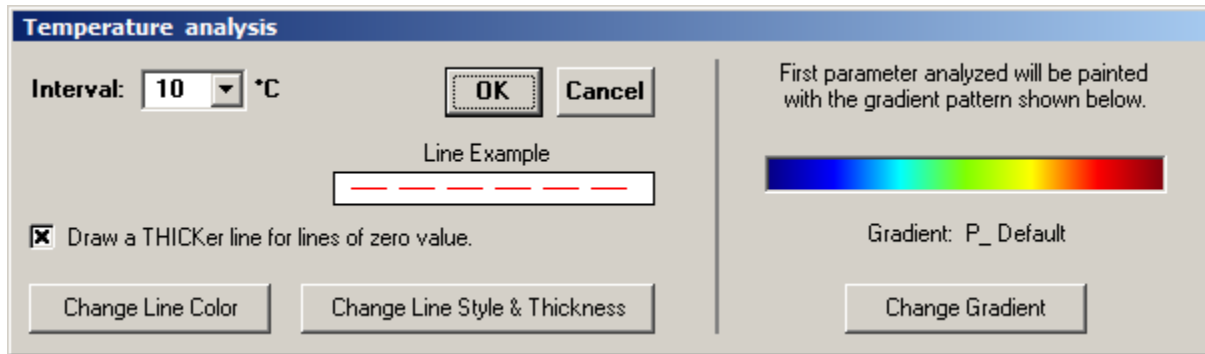 Temperature analysis
Interval: 10 °C
OK
Cancel
Line Example
Draw a THICKer line for lines of zero value.
Change Line Color
Change Line Style & Thickness
First parameter analyzed will be painted
with the gradient pattern shown below.
Gradient: P_ Default
Change Gradient